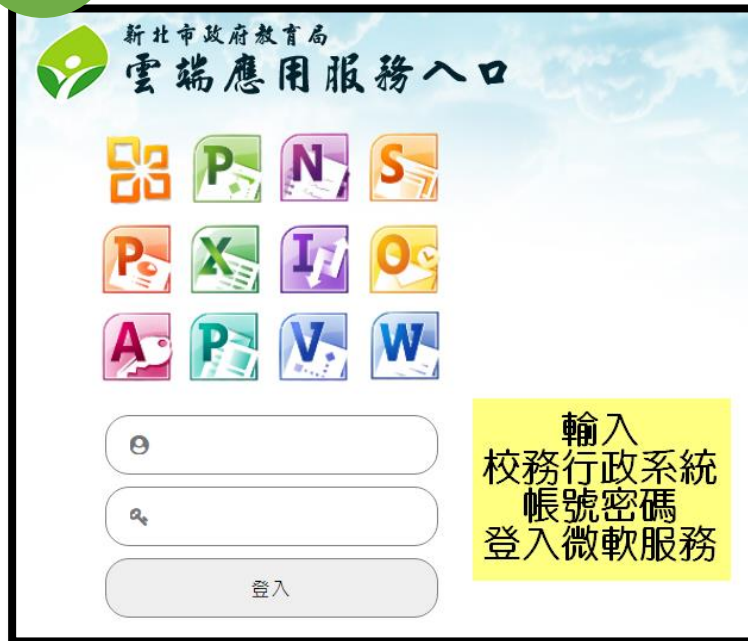 新北市政府教育局
雲端應用服務入口
P N S
P X I O
A P V W
輸入
校務行政系統
帳號密碼
登入微軟服務
登入